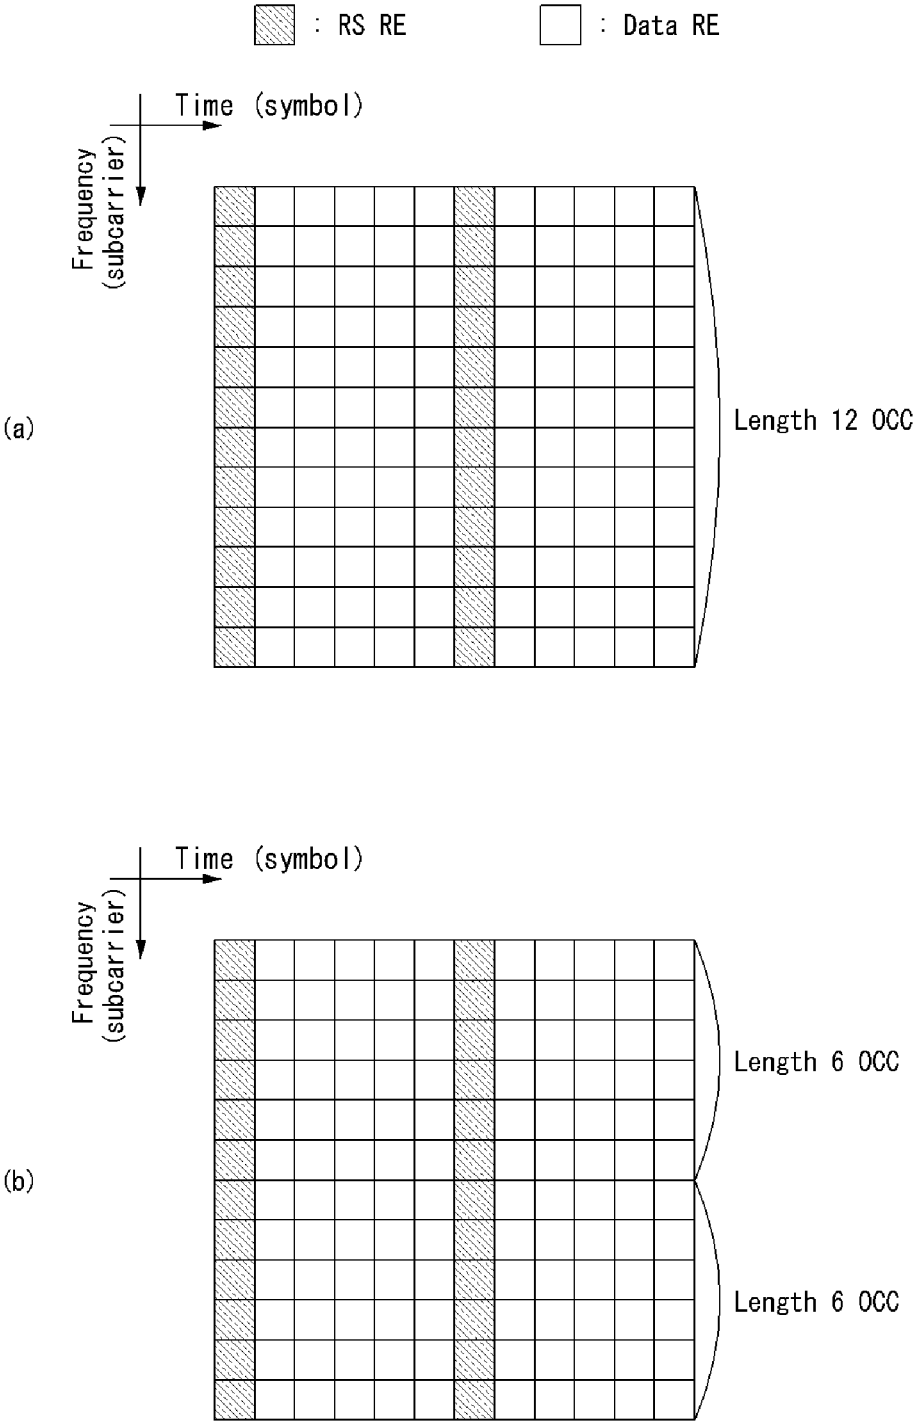 : RS RE
: Data RE
Time (symbol)
Frequency
(subcarrier)
(a)
Length 12 OCC
Time (symbol)
Frequency
(subcarrier)
Length 6 OCC
(b)
Length 6 OCC